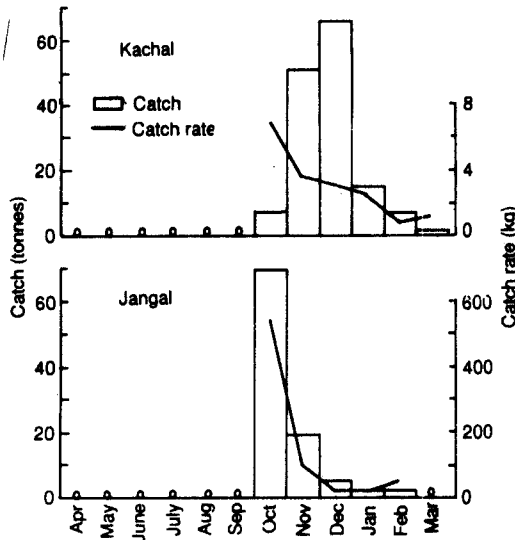 Kachal
Catch
Catch rate
60
40
20
0
8
4
0
Catch (tonnes)
Catch rate (kg)
Jangal
60
40
20
0
600
400
200
0
Apr
May
June
July
Aug
Sep
Oct
Nov
Dec
Jan
Feb
Mar